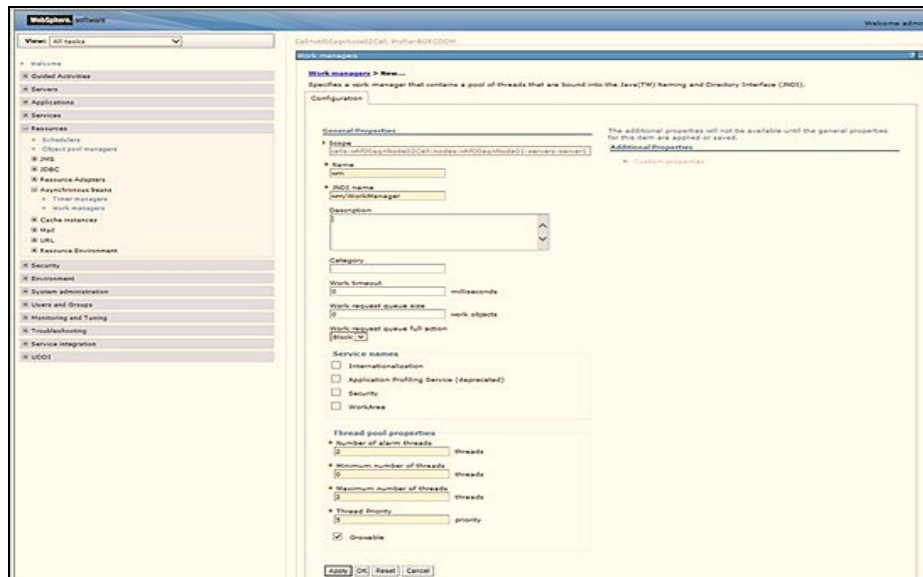 WebSphere. software
Welcome admi
View: All tasks
Welcome
Guided Activities
Servers
Applications
Services
Resources
Schedulers
Object pool managers
JMS
JDBC
Resource Adapters
Asynchronous beans
Timer managers
Work managers
Cache instances
Mail
URL
Resource Environment
Security
Environment
System administration
Users and Groups
Monitoring and Tuning
Troubleshooting
Service integration
UDDI
Work managers
Work managers > New...
Specifies a work manager that contains a pool of threads that are bound into the Java(TM) Naming and Directory Interface (JNDI).
Configuration
General Properties
* Scope
* Name
wm
* JNDI name
wm/WorkManager
Description
Category
Work timeout
0 milliseconds
Work request queue size
0 work objects
Work request queue full action
Block
Service names
Internationalization
Application Profiling Service (deprecated)
Security
WorkArea
Thread pool properties
* Number of alarm threads
2 threads
* Minimum number of threads
0 threads
* Maximum number of threads
2 threads
* Thread Priority
5 priority
Growable
Apply OK Reset Cancel
The additional properties will not be available until the general properties
for this item are applied or saved.
Additional Properties
Custom properties